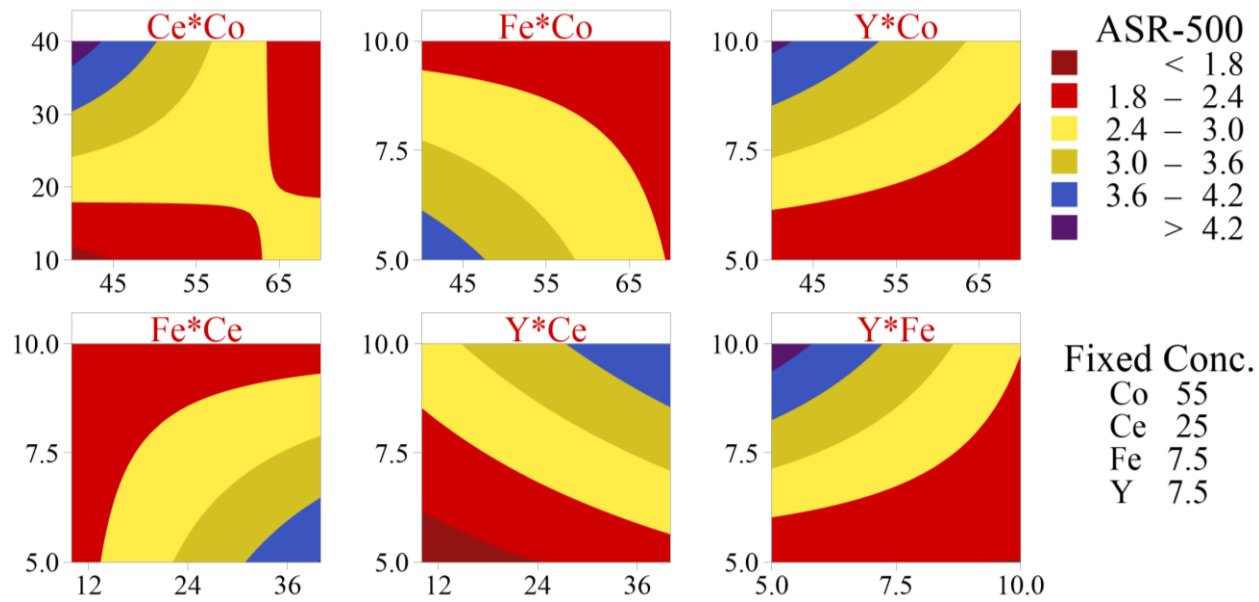 Ce*Co
Fe*Co
Y*Co
40
30
20
10
45 55 65
10.0
7.5
5.0
45 55 65
10.0
7.5
5.0
45 55 65
ASR-500
< 1.8
1.8 – 2.4
2.4 – 3.0
3.0 – 3.6
3.6 – 4.2
> 4.2
Fe*Ce
Y*Ce
Y*Fe
10.0
7.5
5.0
12 24 36
10.0
7.5
5.0
12 24 36
10.0
7.5
5.0
5.0 7.5 10.0
Fixed Conc.
Co 55
Ce 25
Fe 7.5
Y 7.5